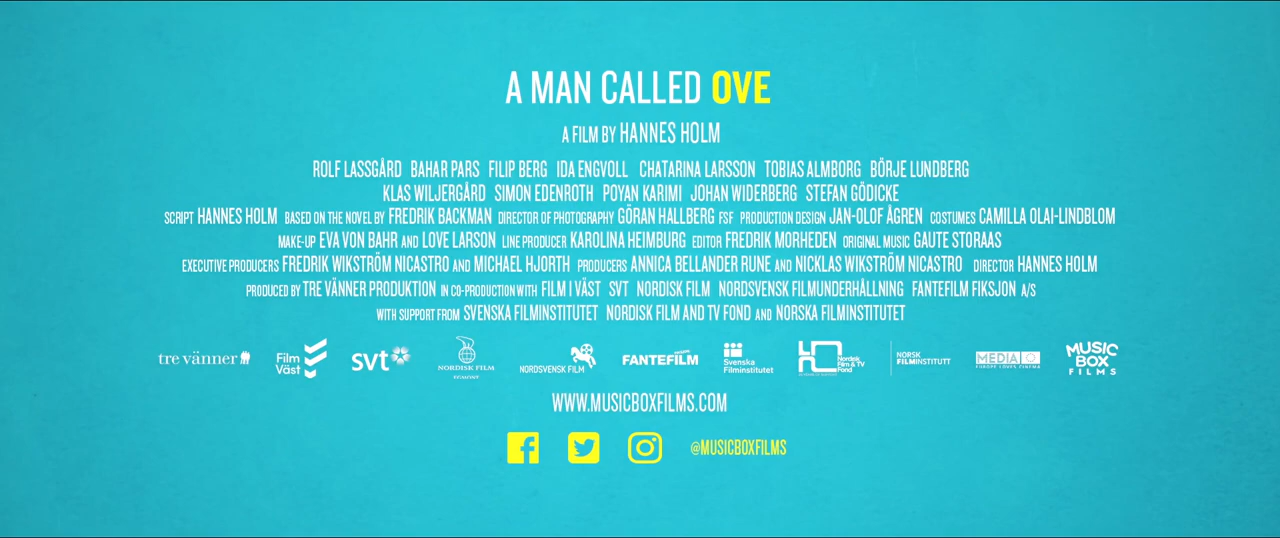 A MAN CALLED OVE
A FILM BY HANNES HOLM
ROLF LASSGÅRD BAHAR PARS FILIP BERG IDA ENGVOLL CHATARINA LARSSON TOBIAS ALMBORG BÖRJE LUNDBERG
KLAS WILJERGÅRD SIMON EDENROTH POYAN KARIMI JOHAN WIDERBERG STEFAN GÖDICKE
SCRIPT HANNES HOLM BASED ON THE NOVEL BY FREDRIK BACKMAN DIRECTOR OF PHOTOGRAPHY GÖRAN HALLBERG FSF PRODUCTION DESIGN JAN-OLOF ÅGREN COSTUMES CAMILLA OLAI-LINDBLOM
MAKE-UP EVA VON BAHR AND LOVE LARSON LINE PRODUCER KAROLINA HEIMBURG EDITOR FREDRIK MORHEDEN ORIGINAL MUSIC GAUTE STORAAS
EXECUTIVE PRODUCERS FREDRIK WIKSTRÖM NICASTRO AND MICHAEL HJORTH PRODUCERS ANNICA BELLANDER RUNE AND NICKLAS WIKSTRÖM NICASTRO DIRECTOR HANNES HOLM
PRODUCED BY TRE VÄNNER PRODUKTION IN CO-PRODUCTION WITH FILM I VÄST SVT NORDISK FILM NORDSVENSK FILMUNDERHÅLLNING FANTEFILM FIKSJON A/S
WITH SUPPORT FROM SVENSKA FILMINSTITUTET NORDISK FILM AND TV FOND AND NORSKA FILMINSTITUTET
tre vänner
Film
Väst
svt
NORDISK FILM
EGMONT
NORDSVENSK FILM
FANTEFILM
Svenska
Filminstitutet
Nordisk
Film & TV
Fond
NORSK
FILMINSTITUTT
MEDIA
EUROPE LOVES CINEMA
MUSIC
BOX
FILMS
WWW.MUSICBOXFILMS.COM
@MUSICBOXFILMS